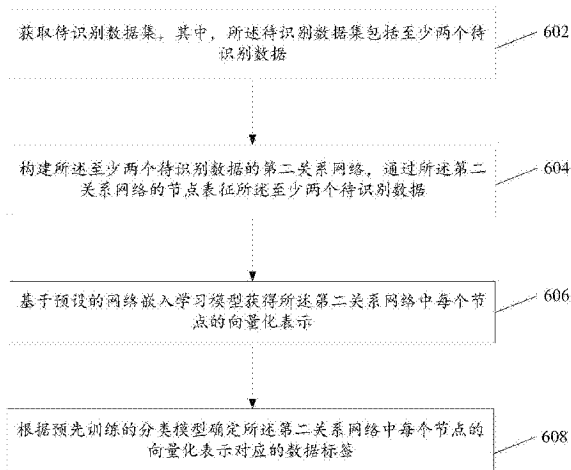 获取待识别数据集，其中，所述待识别数据集包括至少两个待
识别数据
602
构建所述至少两个待识别数据的第二关系网络，通过所述第二
关系网络的节点表征所述至少两个待识别数据
604
基于预设的网络嵌入学习模型获得所述第二关系网络中每个节
点的向量化表示
606
根据预先训练的分类模型确定所述第二关系网络中每个节点的
向量化表示对应的数据标签
608